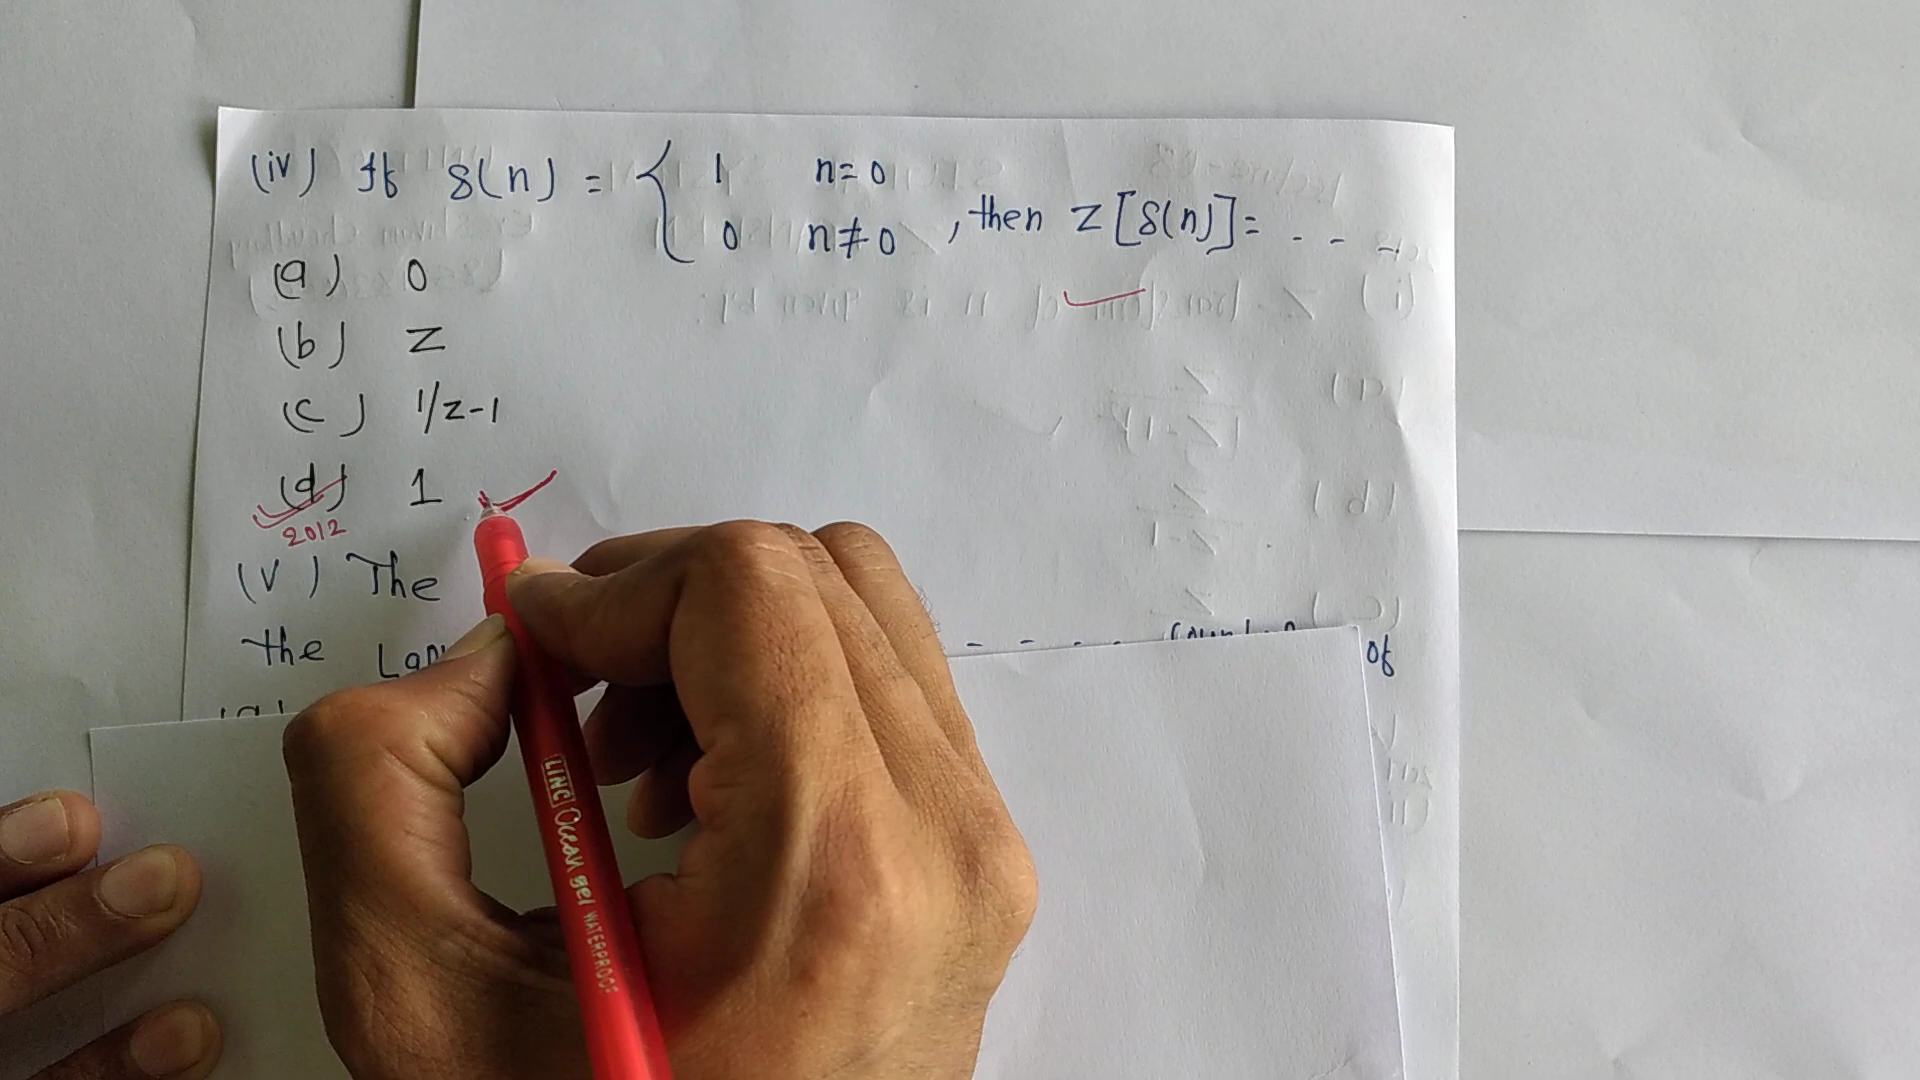 (iv) If δ(n) = { 1 n=0
0 n≠0 , then Z[δ(n)]= - - -
(a) 0
(b) Z
(c) 1/z-1
(d) 1
2012
(V) The
the
- - - - of
LINC Ocean gel WATERPROOF